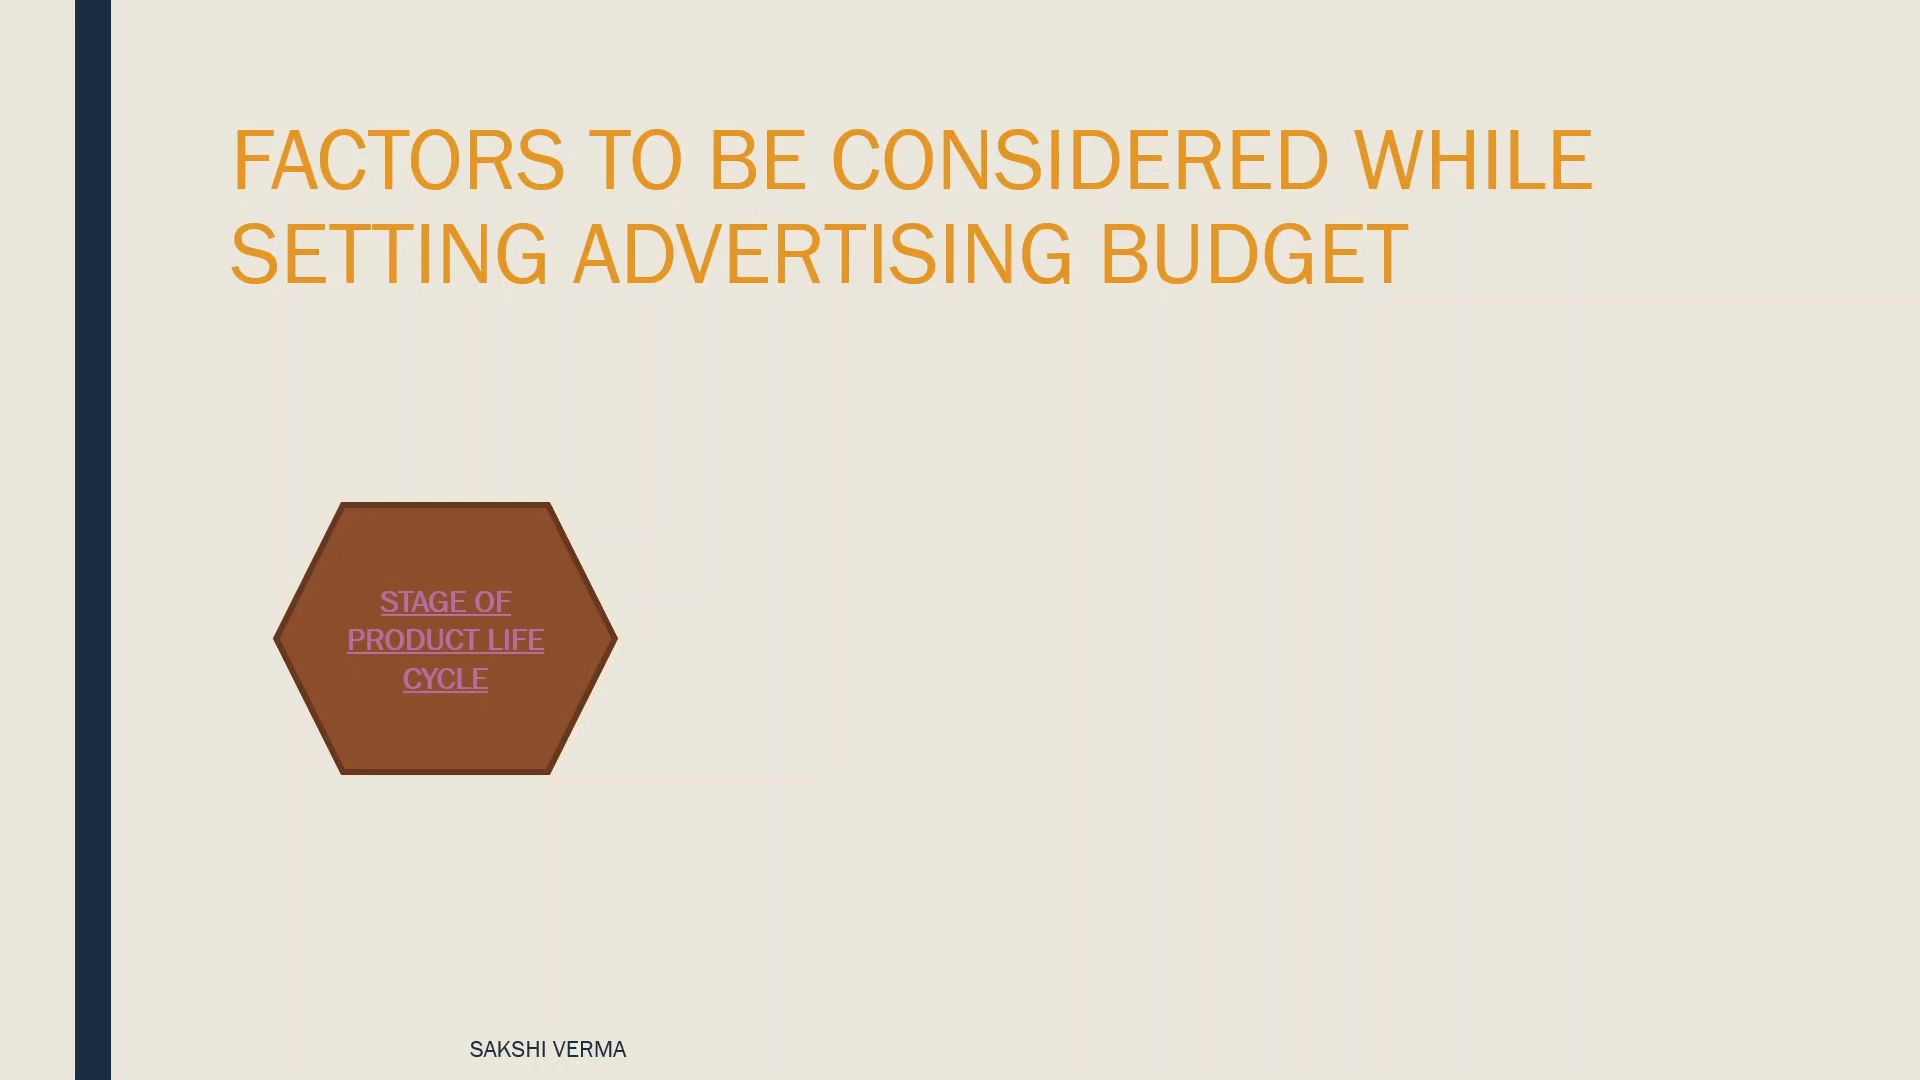 FACTORS TO BE CONSIDERED WHILE
SETTING ADVERTISING BUDGET
STAGE OF
PRODUCT LIFE
CYCLE
SAKSHI VERMA